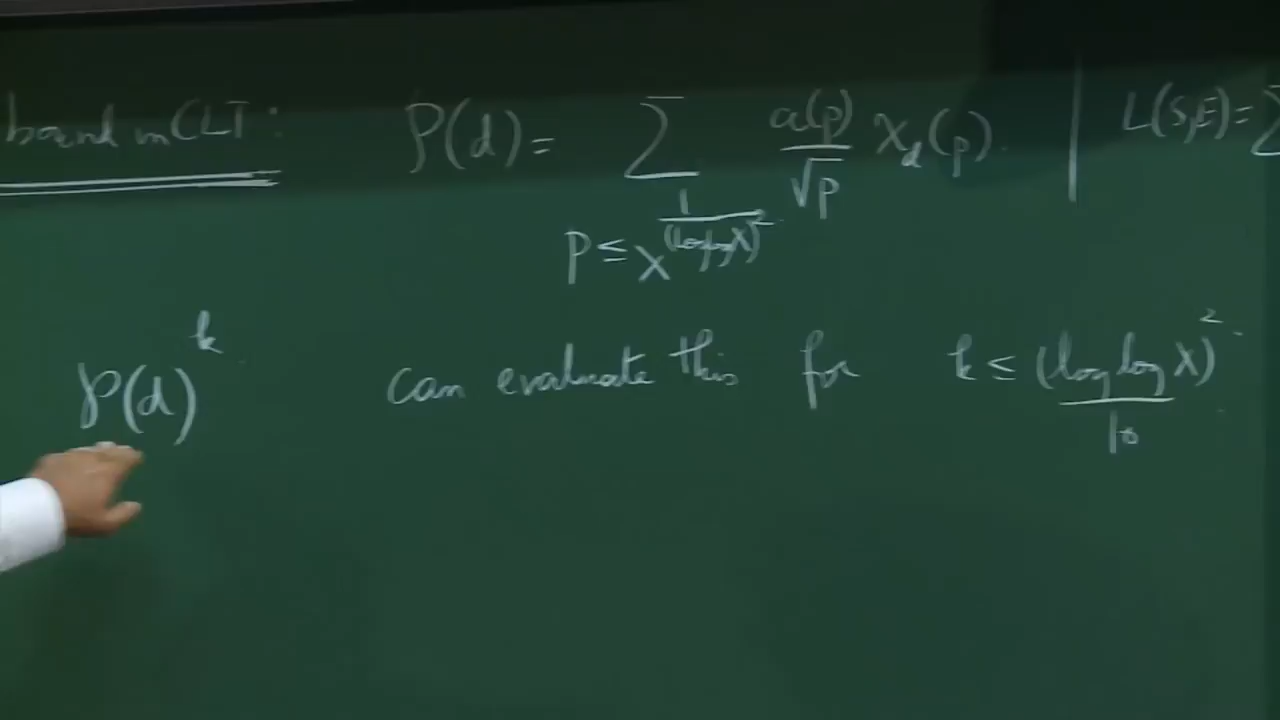 bound in CLT: P(d) = ∑_{p ≤ X^{1/(log log X)^2}} a(p)/√p χ_d(p). | L(s,E) = ∑
P(d)^k can evaluate this for k ≤ (log log X)^2/10.